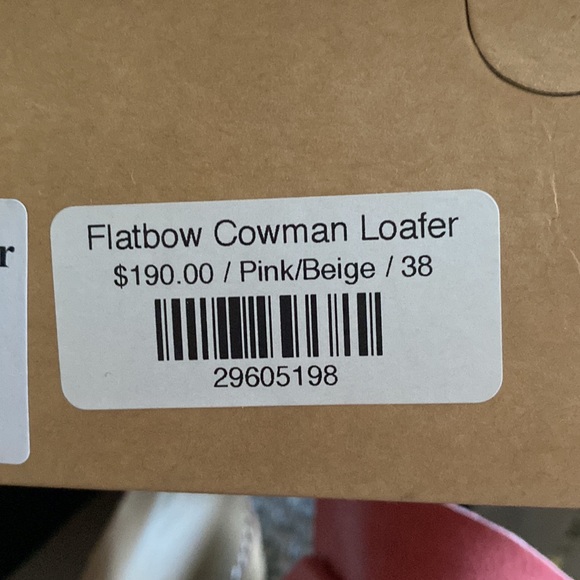 Flatbow Cowman Loafer
$190.00 / Pink/Beige / 38
29605198
r